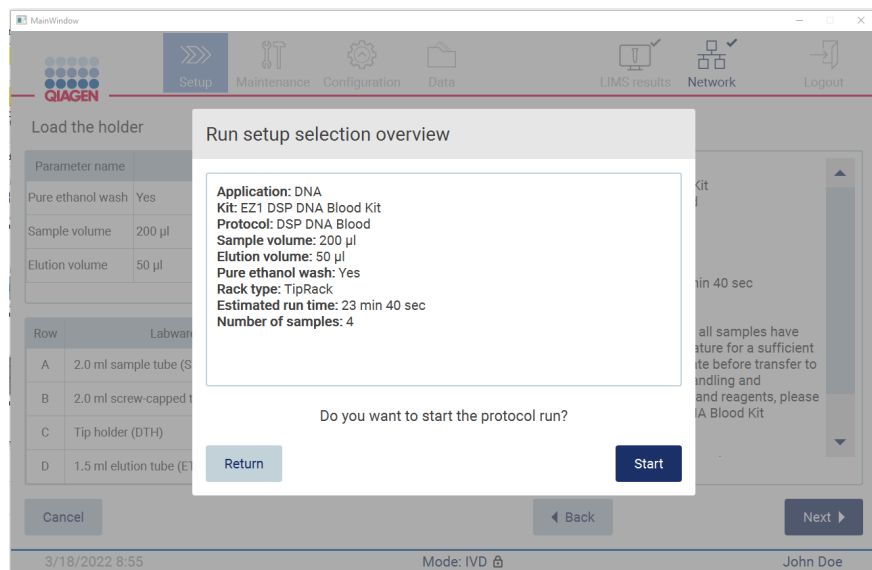 MainWindow
QIAGEN
Setup
Maintenance
Configuration
Data
LIMS results
Network
Logout
Load the holder
Parameter name
Pure ethanol wash Yes
Sample volume 200 µl
Elution volume 50 µl
Row Labware
A 2.0 ml sample tube (S
B 2.0 ml screw-capped t
C Tip holder (DTH)
D 1.5 ml elution tube (ET
Run setup selection overview
Application: DNA
Kit: EZ1 DSP DNA Blood Kit
Protocol: DSP DNA Blood
Sample volume: 200 µl
Elution volume: 50 µl
Pure ethanol wash: Yes
Rack type: TipRack
Estimated run time: 23 min 40 sec
Number of samples: 4
Do you want to start the protocol run?
Return
Start
Kit
in 40 sec
all samples have
ature for a sufficient
te before transfer to
andling and
and reagents, please
A Blood Kit
Cancel
Back
Next
3/18/2022 8:55
Mode: IVD
John Doe